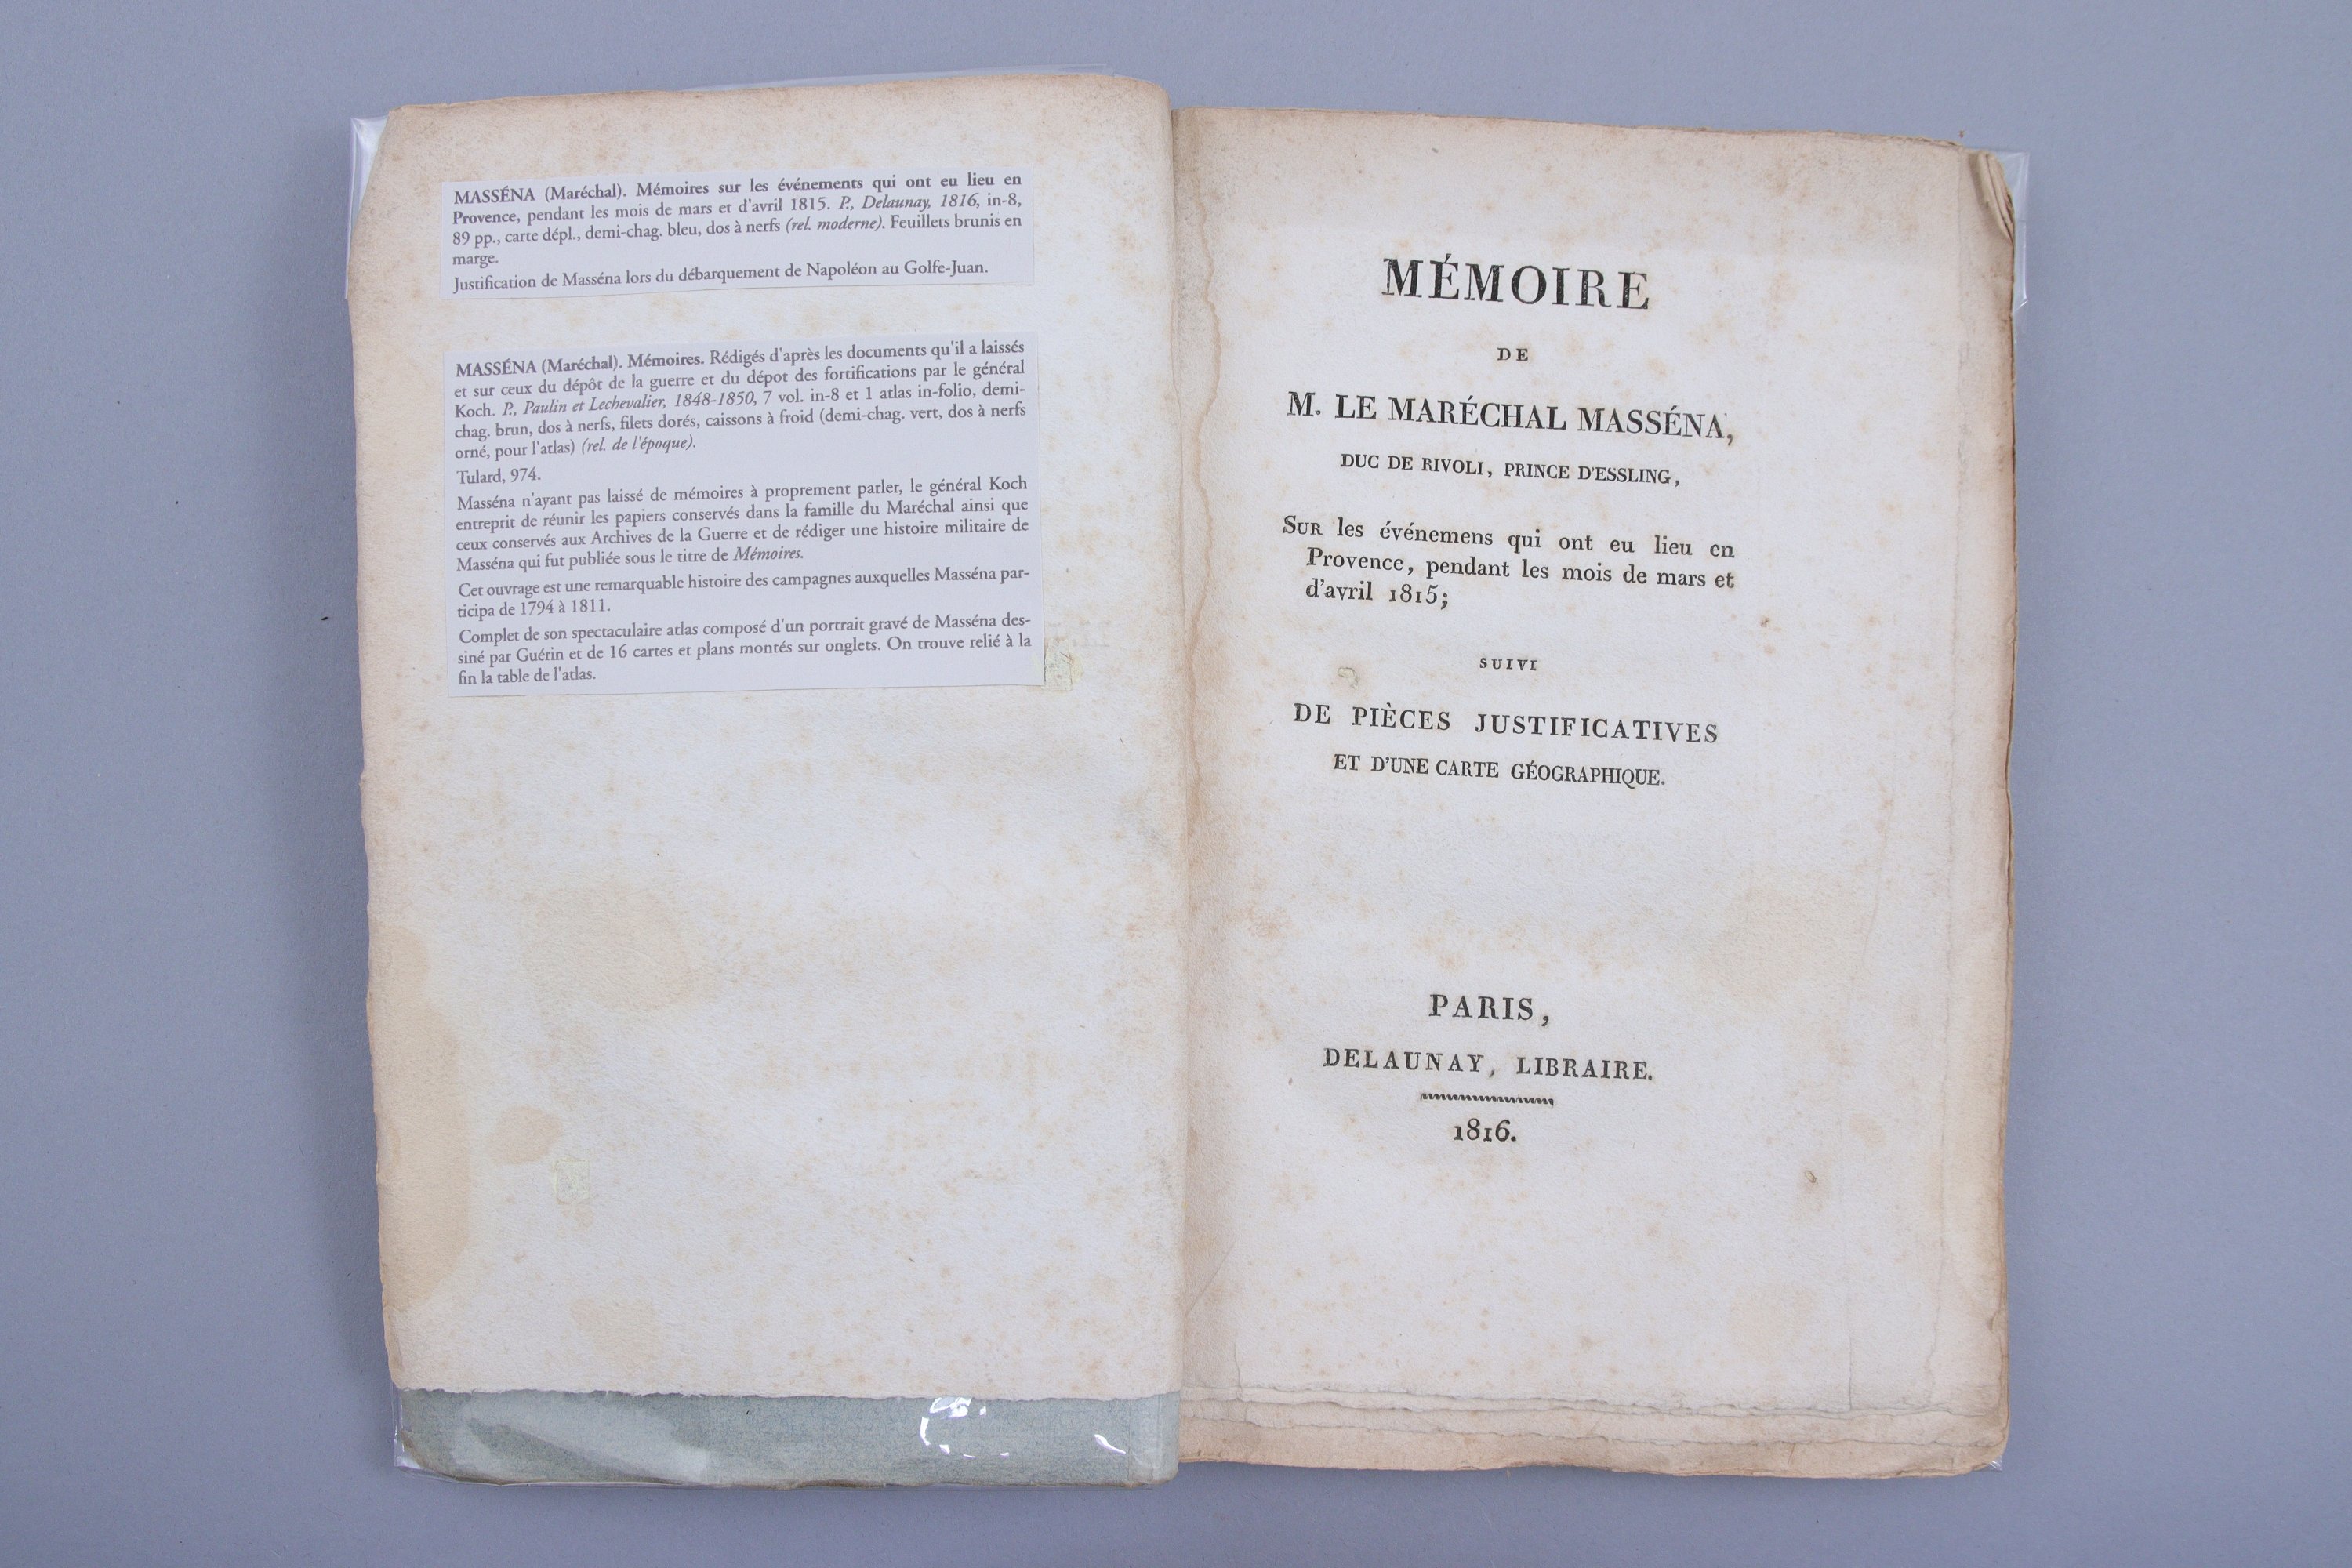 MASSÉNA (Maréchal). Mémoires sur les événements qui ont eu lieu en
Provence, pendant les mois de mars et d'avril 1815. P., Delaunay, 1816, in-8,
89 pp., carte dépl., demi-chag. bleu, dos à nerfs (rel. moderne). Feuillets brunis en
marge.
Justification de Masséna lors du débarquement de Napoléon au Golfe-Juan.
MASSÉNA (Maréchal). Mémoires. Rédigés d'après les documents qu'il a laissés
et sur ceux du dépôt de la guerre et du dépot des fortifications par le général
Koch. P., Paulin et Lechevalier, 1848-1850, 7 vol. in-8 et 1 atlas in-folio, demi-
chag. brun, dos à nerfs, filets dorés, caissons à froid (demi-chag. vert, dos à nerfs
orné, pour l'atlas) (rel. de l'époque).
Tulard, 974.
Masséna n'ayant pas laissé de mémoires à proprement parler, le général Koch
entreprit de réunir les papiers conservés dans la famille du Maréchal ainsi que
ceux conservés aux Archives de la Guerre et de rédiger une histoire militaire de
Masséna qui fut publiée sous le titre de Mémoires.
Cet ouvrage est une remarquable histoire des campagnes auxquelles Masséna par-
ticipa de 1794 à 1811.
Complet de son spectaculaire atlas composé d'un portrait gravé de Masséna des-
siné par Guérin et de 16 cartes et plans montés sur onglets. On trouve relié à la
fin la table de l'atlas.
MÉMOIRE
DE
M. LE MARÉCHAL MASSÉNA,
DUC DE RIVOLI, PRINCE D'ESSLING,
SUR les événemens qui ont eu lieu en
Provence, pendant les mois de mars et
d'avril 1815;
SUIVI
DE PIÈCES JUSTIFICATIVES
ET D'UNE CARTE GÉOGRAPHIQUE.
PARIS,
DELAUNAY, LIBRAIRE.
1816.